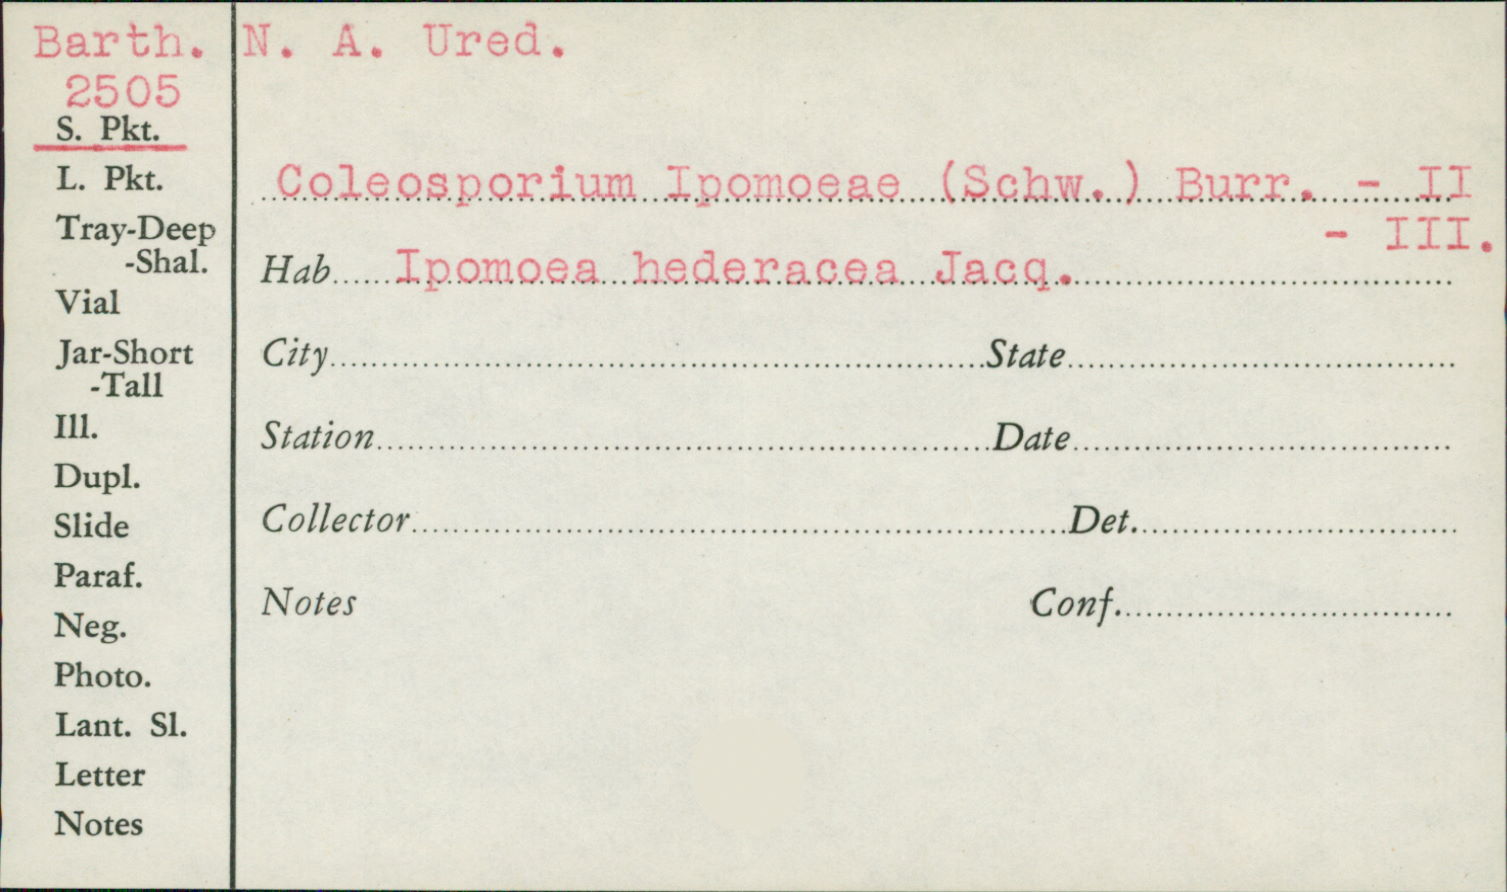 Barth. N. A. Ured.
2505
S. Pkt.
L. Pkt.
Tray-Deep
-Shal.
Vial
Jar-Short
-Tall
Ill.
Dupl.
Slide
Paraf.
Neg.
Photo.
Lant. Sl.
Letter
Notes
Coleosporium Ipomoeae (Schw.) Burr. - II
- III.
Hab Ipomoea hederacea Jacq.
City State
Station Date
Collector Det.
Notes Conf.